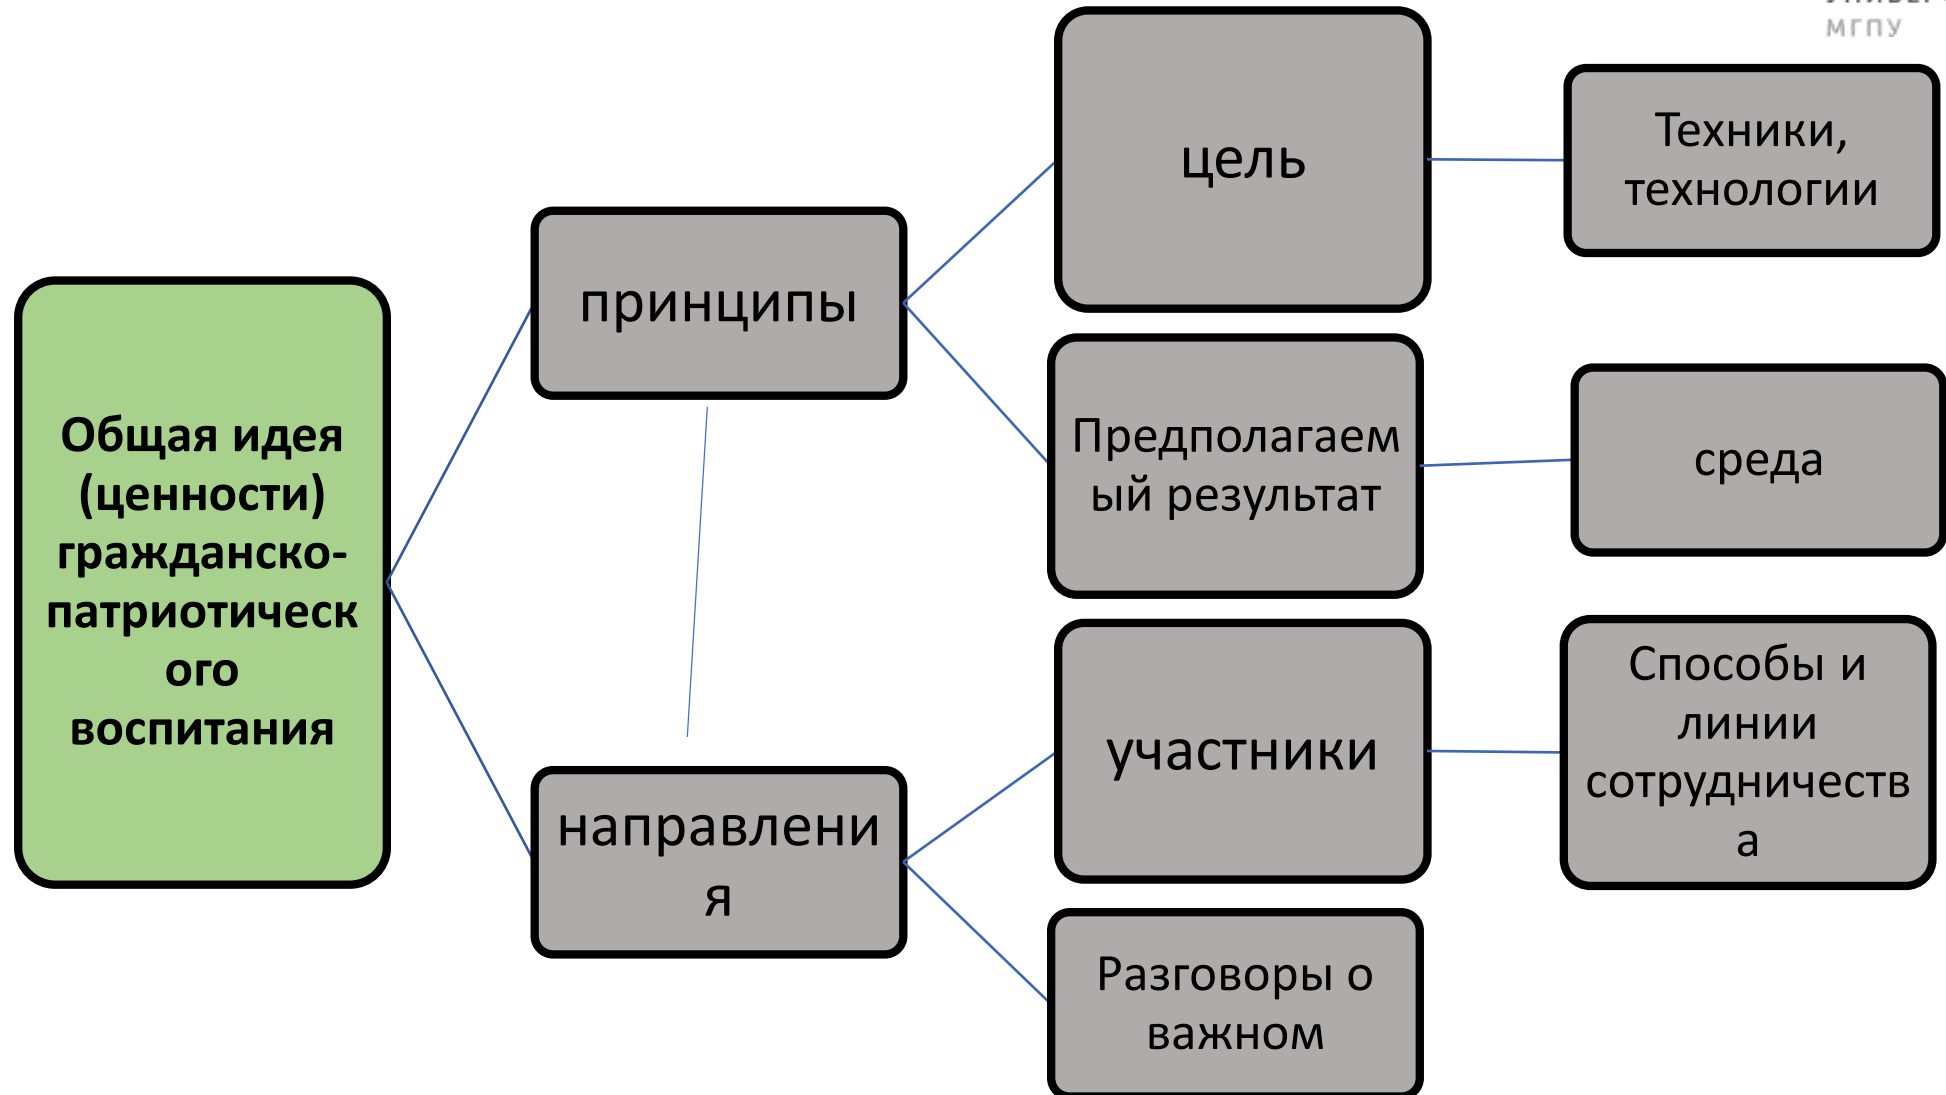 МГПУ
цель
Техники,
технологии
принципы
Общая идея
(ценности)
гражданско-
патриотическ
ого
воспитания
Предполагаем
ый результат
среда
направлени
я
участники
Способы и
линии
сотрудничеств
а
Разговоры о
важном